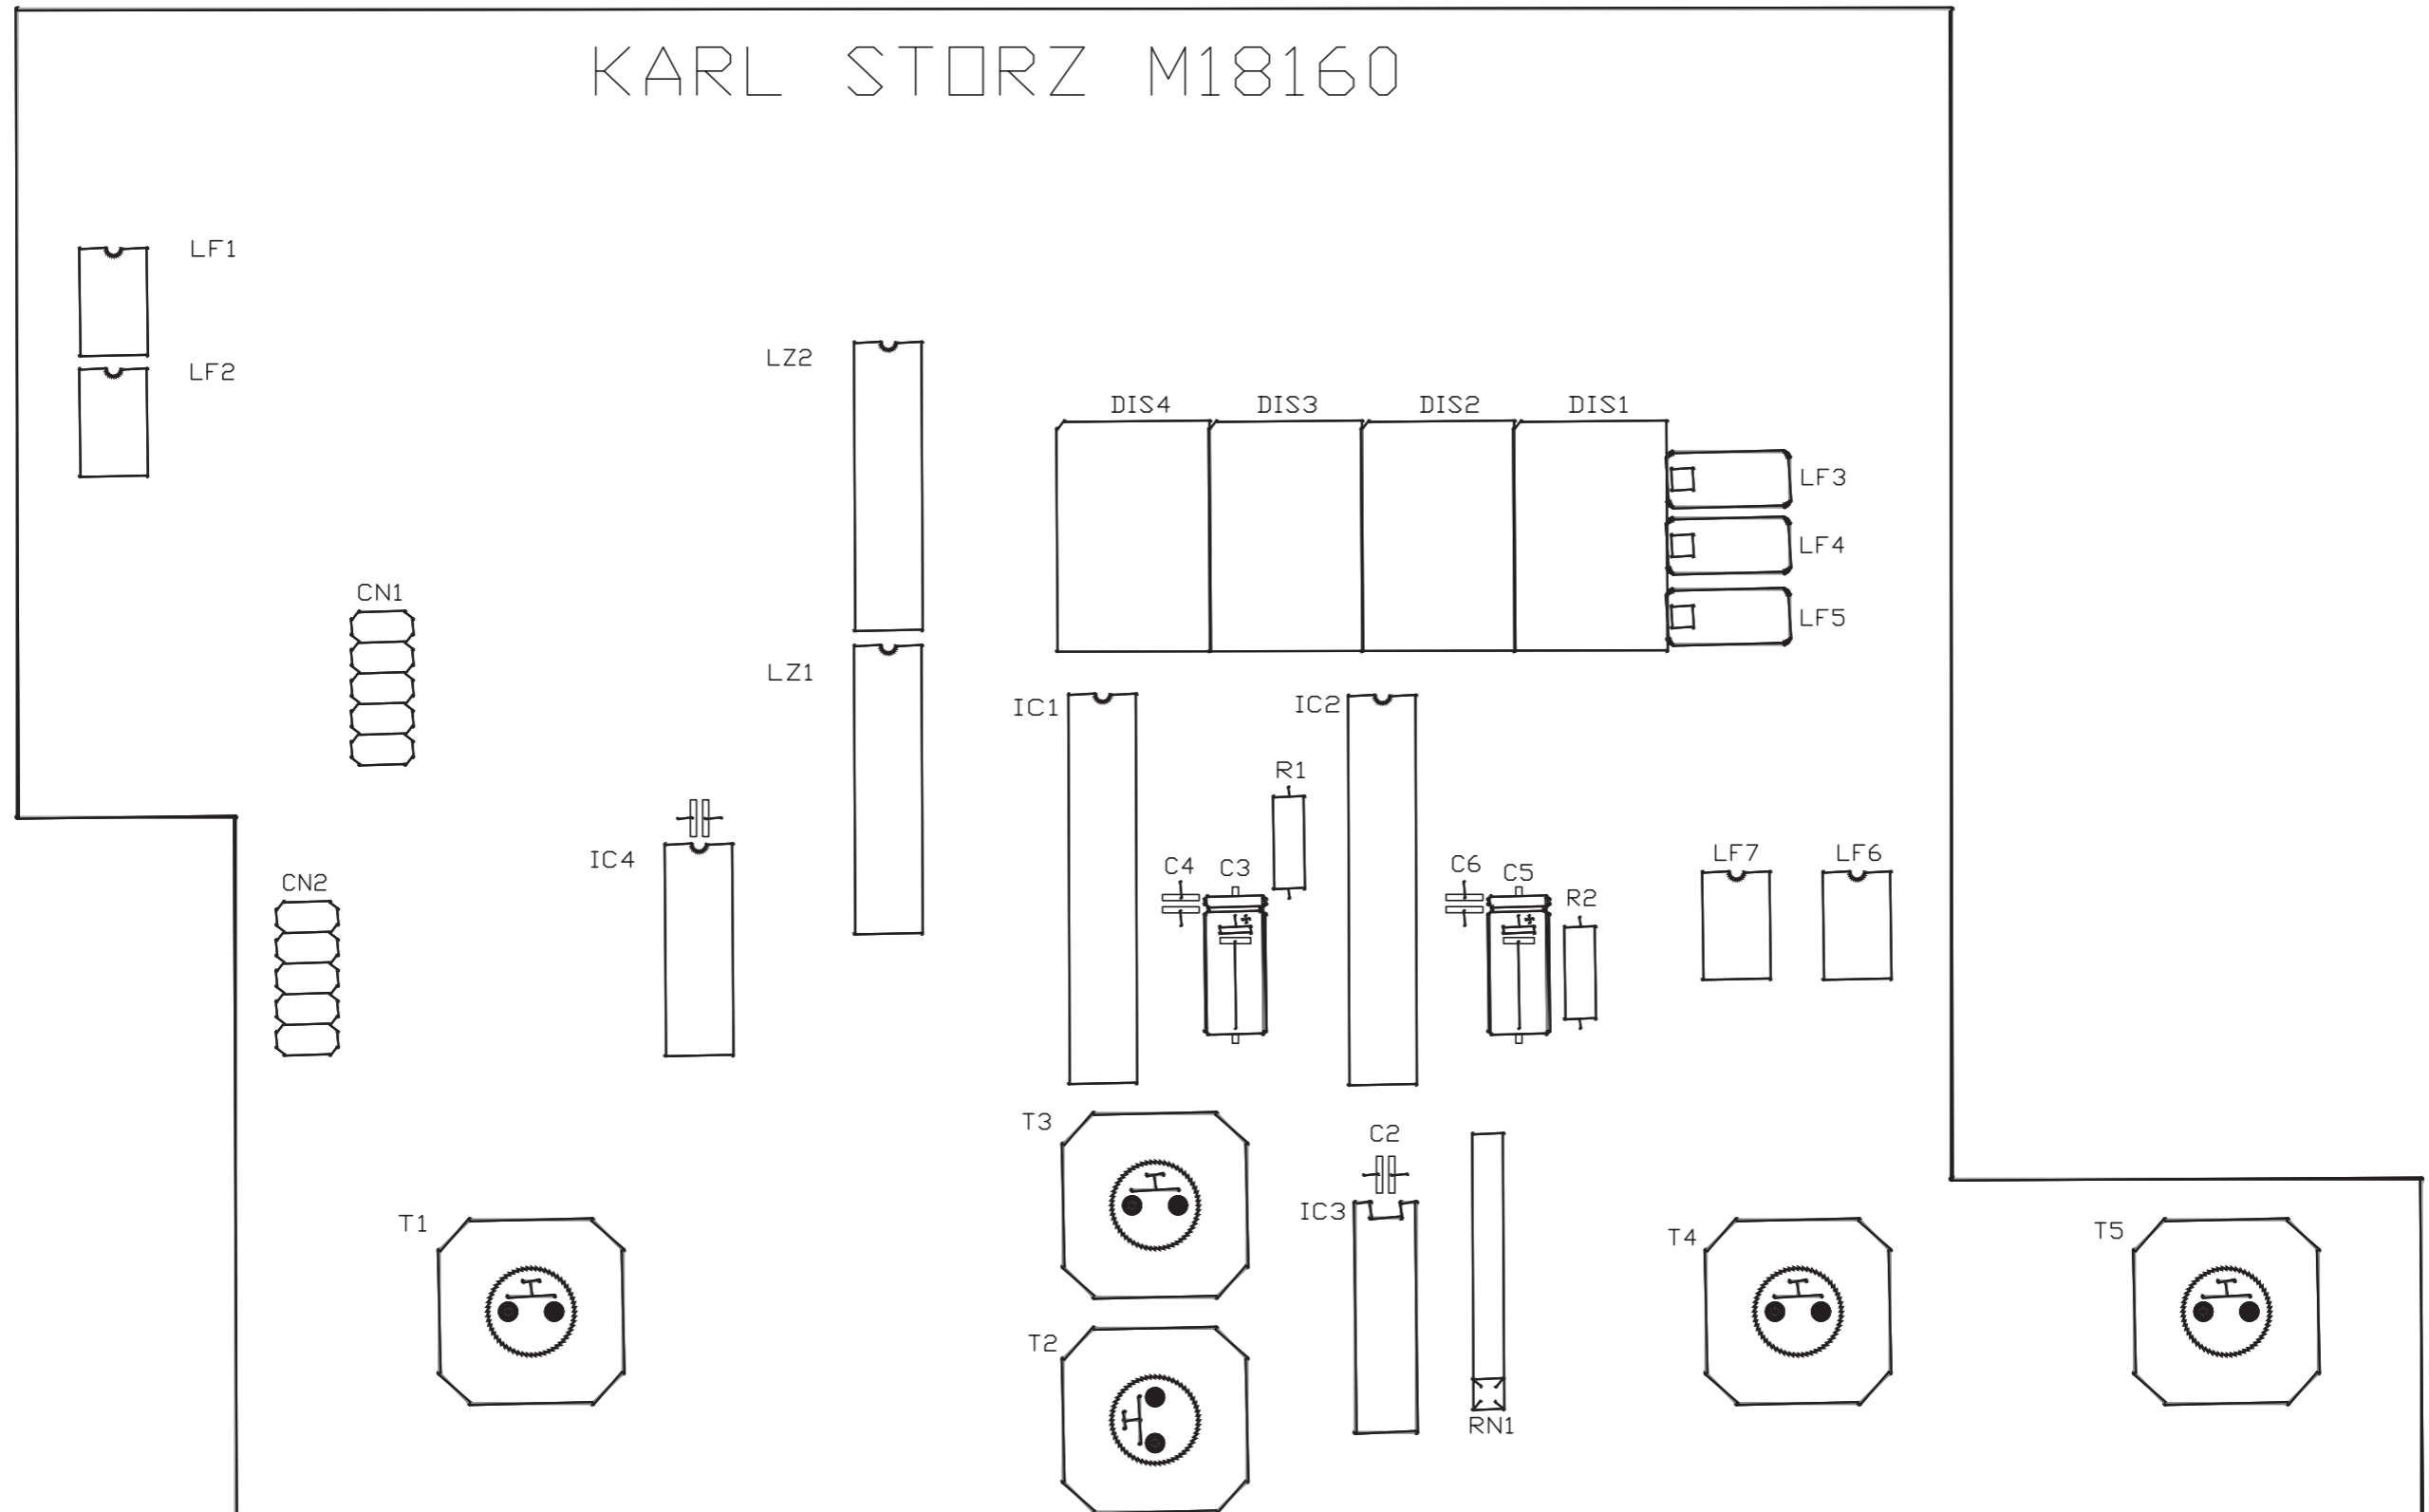 KARL STORZ M18160
LF1
LZ2
LF2
DIS4 DIS3 DIS2 DIS1
LF3
LF4
CN1
LF5
LZ1
IC1 IC2
R1
IC4 C4 C3 C6 C5 LF7 LF6
CN2 R2
T3 C2
T1 IC3 T4 T5
T2
RN1